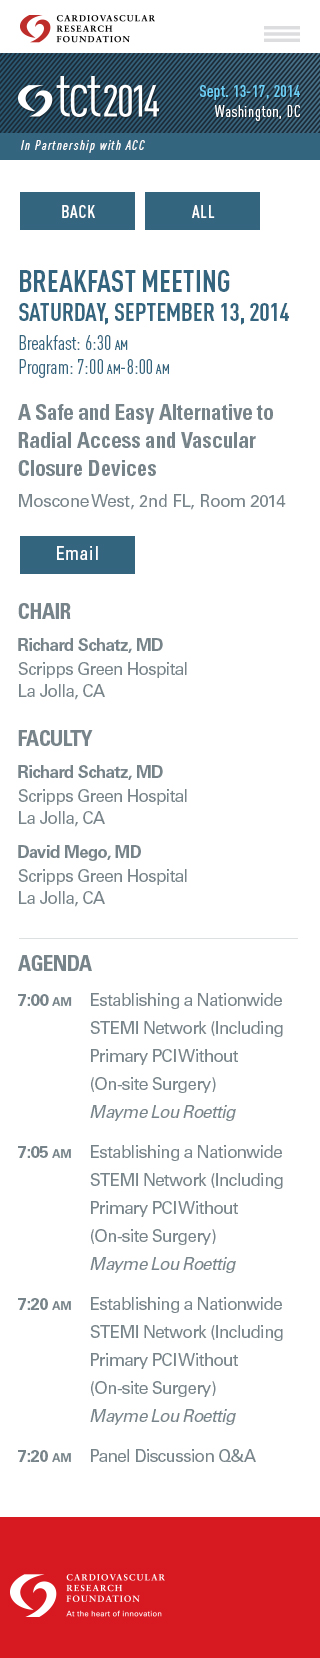 CARDIOVASCULAR
RESEARCH
FOUNDATION
tct2014
Sept. 13-17, 2014
Washington, DC
In Partnership with ACC
BACK
ALL
BREAKFAST MEETING
SATURDAY, SEPTEMBER 13, 2014
Breakfast: 6:30 AM
Program: 7:00 AM-8:00 AM
A Safe and Easy Alternative to
Radial Access and Vascular
Closure Devices
Moscone West, 2nd FL, Room 2014
Email
CHAIR
Richard Schatz, MD
Scripps Green Hospital
La Jolla, CA
FACULTY
Richard Schatz, MD
Scripps Green Hospital
La Jolla, CA
David Mego, MD
Scripps Green Hospital
La Jolla, CA
AGENDA
7:00 AM Establishing a Nationwide
STEMI Network (Including
Primary PCI Without
(On-site Surgery)
Mayme Lou Roettig
7:05 AM Establishing a Nationwide
STEMI Network (Including
Primary PCI Without
(On-site Surgery)
Mayme Lou Roettig
7:20 AM Establishing a Nationwide
STEMI Network (Including
Primary PCI Without
(On-site Surgery)
Mayme Lou Roettig
7:20 AM Panel Discussion Q&A
CARDIOVASCULAR
RESEARCH
FOUNDATION
At the heart of innovation